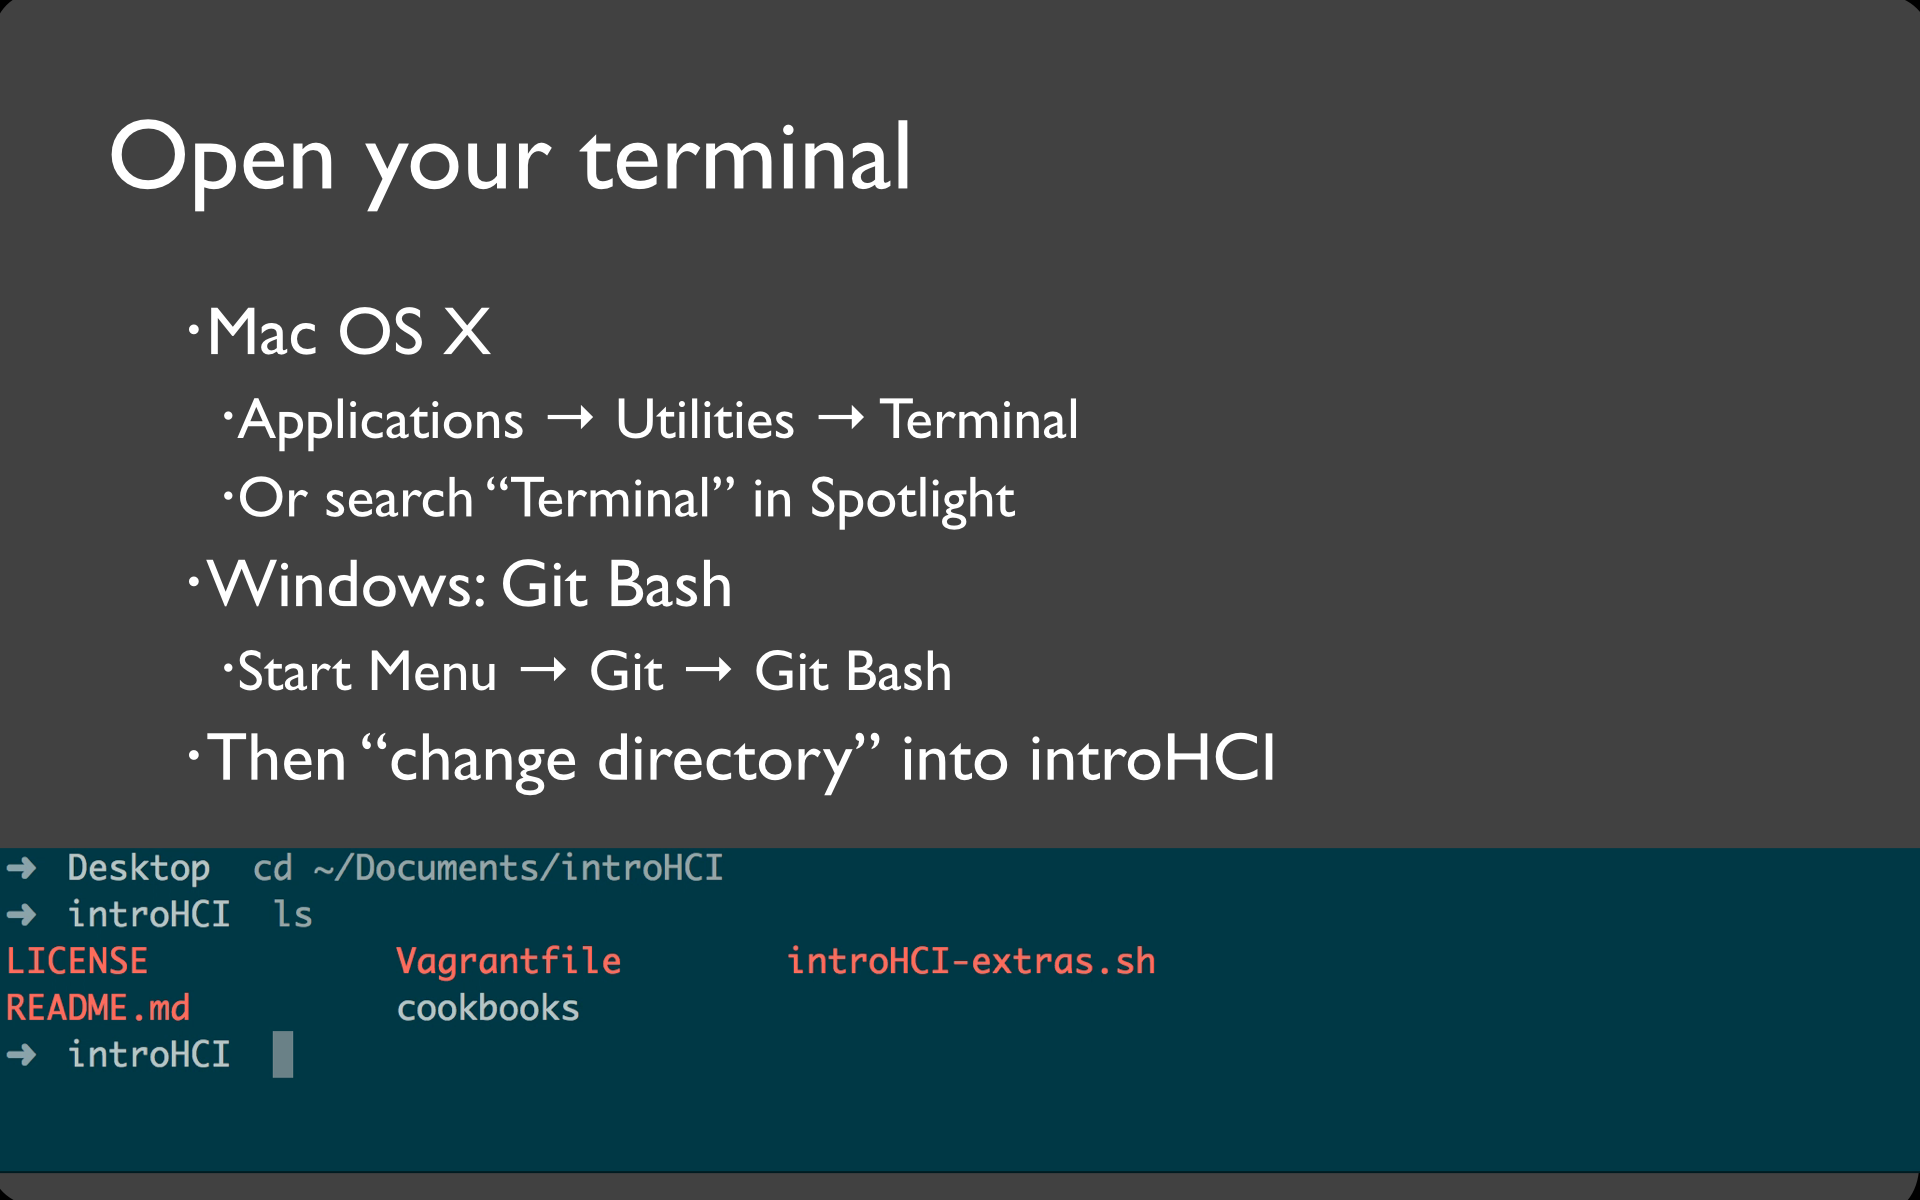 Open your terminal
•Mac OS X
•Applications → Utilities → Terminal
•Or search “Terminal” in Spotlight
•Windows: Git Bash
•Start Menu → Git → Git Bash
•Then “change directory” into introHCI
➜ Desktop cd ~/Documents/introHCI
➜ introHCI ls
LICENSE Vagrantfile introHCI-extras.sh
README.md cookbooks
➜ introHCI